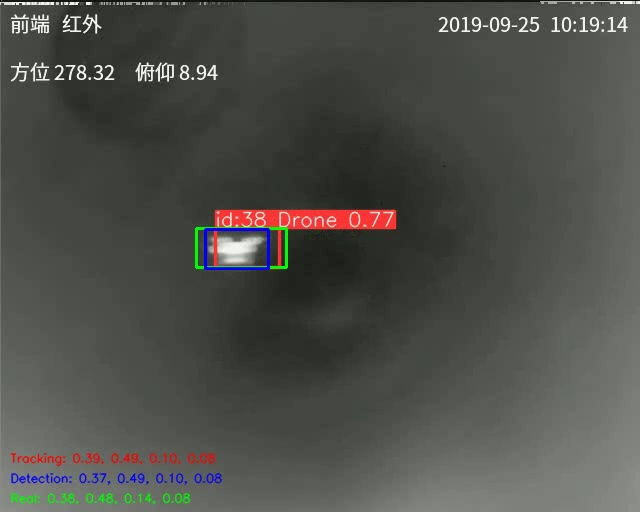 前端 红外 2019-09-25 10:19:14
方位 278.32 俯仰 8.94
id:38 Drone 0.77
Tracking: 0.39, 0.49, 0.10, 0.08
Detection: 0.37, 0.49, 0.10, 0.08
Real: 0.38, 0.48, 0.14, 0.08